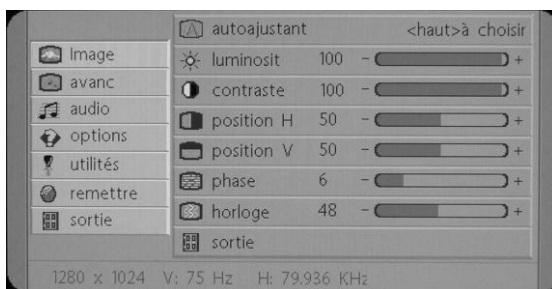 Image
avanc
audio
options
utilités
remettre
sortie
autoajustant <haut>à choisir
luminosit 100 - +
contraste 100 - +
position H 50 - +
position V 50 - +
phase 6 - +
horloge 48 - +
sortie
1280 x 1024 V: 75 Hz H: 79.936 KHz